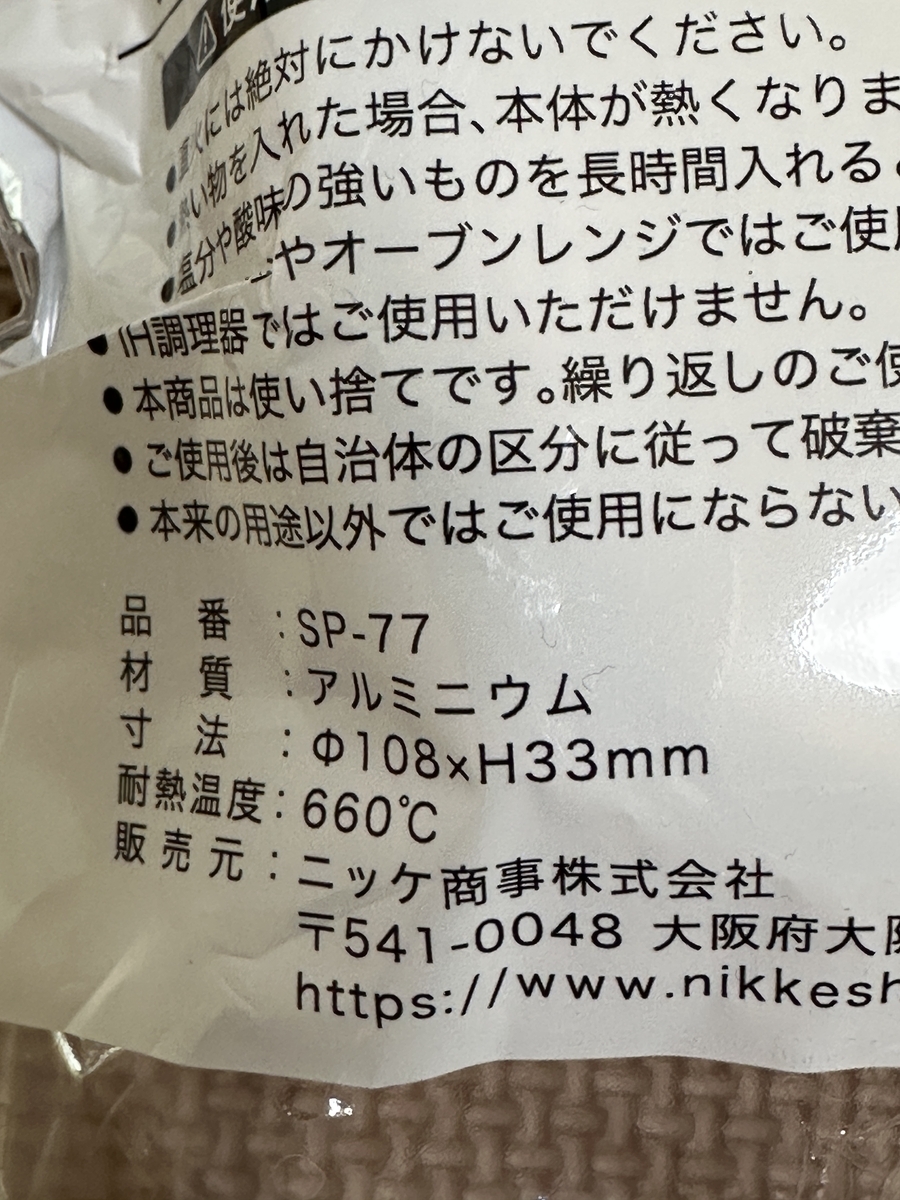 使
直火には絶対にかけないでください。
熱い物を入れた場合、本体が熱くなりま
塩分や酸味の強いものを長時間入れると
やオーブンレンジではご使用
● IH調理器ではご使用いただけません。
● 本商品は使い捨てです。繰り返しのご使
● ご使用後は自治体の区分に従って破棄
● 本来の用途以外ではご使用にならない
品 番 : SP-77
材 質 : アルミニウム
寸 法 : Φ108×H33mm
耐熱温度 : 660℃
販 売 元 : ニッケ商事株式会社
〒541-0048 大阪府大阪
https://www.nikkesh